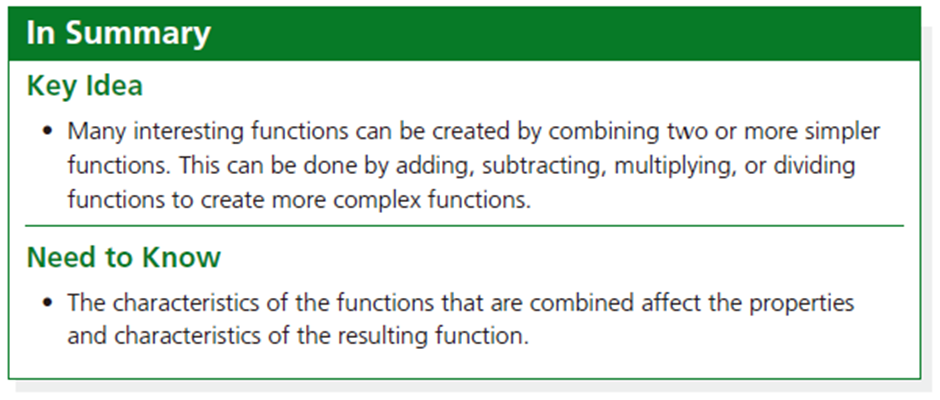 In Summary
Key Idea
• Many interesting functions can be created by combining two or more simpler
functions. This can be done by adding, subtracting, multiplying, or dividing
functions to create more complex functions.
Need to Know
• The characteristics of the functions that are combined affect the properties
and characteristics of the resulting function.